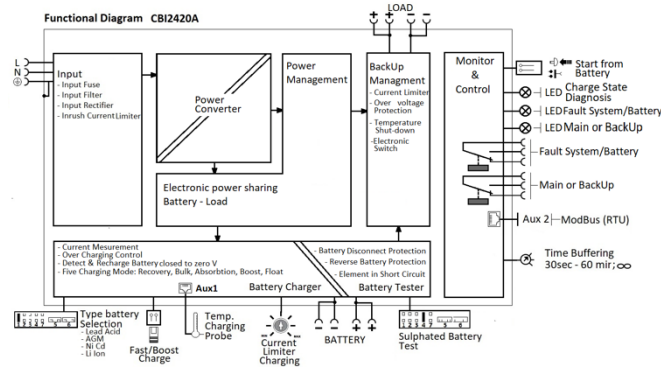 Functional Diagram CBI2420A
LOAD
+ + − −
L
N
Input
- Input Fuse
- Input Filter
- Input Rectifier
- Inrush Current Limiter
Power
Converter
Power
Management
BackUp
Managment
- Current Limiter
- Over voltage
Protection
- Temperature
Shut-down
-Electronic
Switch
Monitor
&
Control
Start from
Battery
LED Charge State
Diagnosis
LED Fault System/Battery
LED Main or BackUp
Fault System/Battery
Main or BackUp
Aux 2 ModBus (RTU)
Time Buffering
30sec - 60 mir; ∞
Electronic power sharing
Battery - Load
- Current Mesurement
- Over Charging Control
- Detect & Recharge Battery closed to zero V
- Five Charging Mode: Recovery, Bulk, Absorbtion, Boost, Float
Aux1
Battery Charger
- Battery Disconnect Protection
- Reverse Battery Protection
- Element in Short Circuit
Battery Tester
Type battery
Selection
- Lead Acid
- AGM
- Ni Cd
- Li Ion
Fast/Boost
Charge
Temp.
Charging
Probe
Current
Limiter
Charging
− − + +
BATTERY
Sulphated Battery
Test